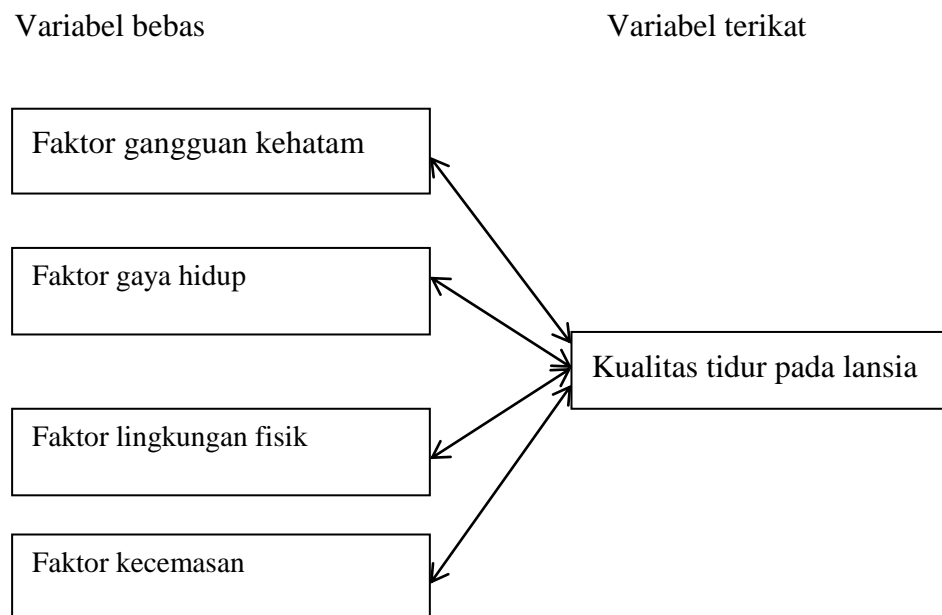 Variabel bebas
Variabel terikat
Faktor gangguan kehatam
Faktor gaya hidup
Kualitas tidur pada lansia
Faktor lingkungan fisik
Faktor kecemasan